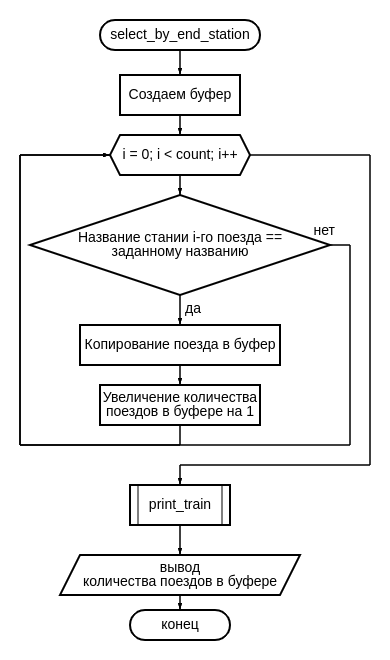 select_by_end_station
Создаем буфер
i = 0; i < count; i++
Название стании i-го поезда ==
заданному названию
нет
да
Копирование поезда в буфер
Увеличение количества
поездов в буфере на 1
print_train
вывод
количества поездов в буфере
конец